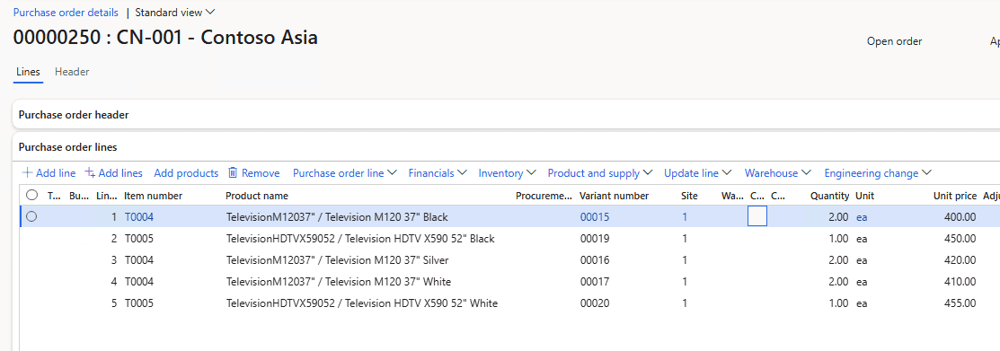 Purchase order details | Standard view
00000250 : CN-001 - Contoso Asia
Open order
Ap
Lines Header
Purchase order header
Purchase order lines
Add line Add lines Add products Remove Purchase order line Financials Inventory Product and supply Update line Warehouse Engineering change
T... Bu... Lin... Item number Product name Procureme... Variant number Site Wa... C... C... Quantity Unit Unit price Adju
1 T0004 TelevisionM12037" / Television M120 37" Black 00015 1 2.00 ea 400.00
2 T0005 TelevisionHDTVX59052 / Television HDTV X590 52" Black 00019 1 1.00 ea 450.00
3 T0004 TelevisionM12037" / Television M120 37" Silver 00016 1 2.00 ea 420.00
4 T0004 TelevisionM12037" / Television M120 37" White 00017 1 2.00 ea 410.00
5 T0005 TelevisionHDTVX59052 / Television HDTV X590 52" White 00020 1 1.00 ea 455.00